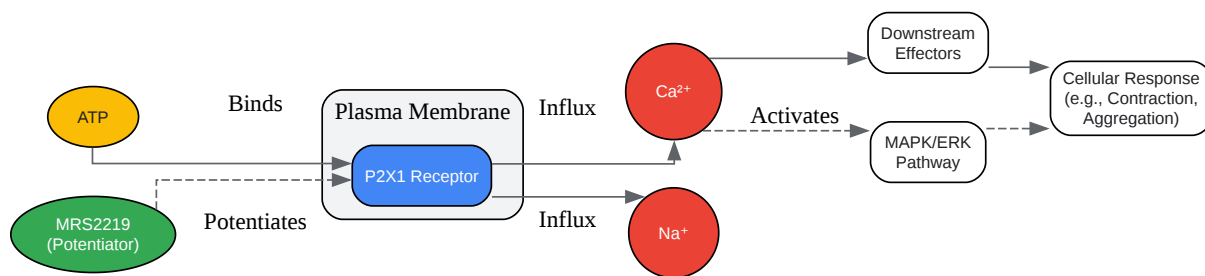 ATP
MRS2219
(Potentiator)
Binds
Potentiates
Plasma Membrane
P2X1 Receptor
Influx
Influx
Ca²⁺
Na⁺
Activates
Downstream
Effectors
MAPK/ERK
Pathway
Cellular Response
(e.g., Contraction,
Aggregation)